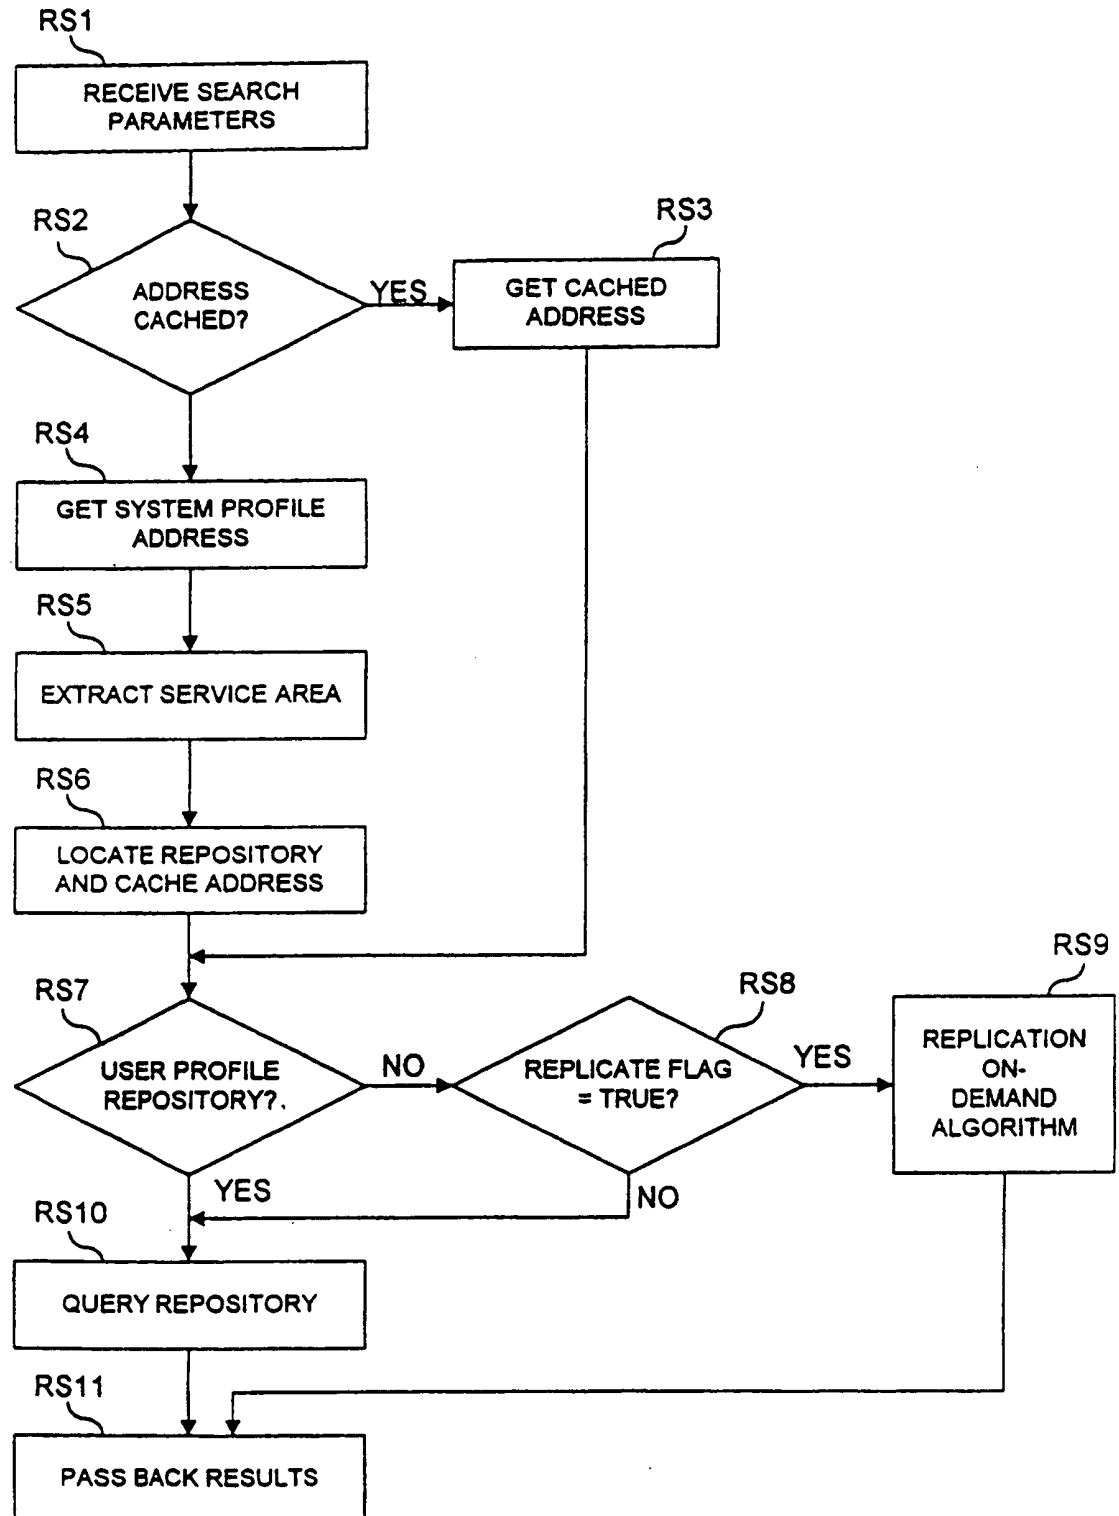 RS1
RECEIVE SEARCH
PARAMETERS
RS2
ADDRESS
CACHED?
YES
RS3
GET CACHED
ADDRESS
RS4
GET SYSTEM PROFILE
ADDRESS
RS5
EXTRACT SERVICE AREA
RS6
LOCATE REPOSITORY
AND CACHE ADDRESS
RS7
USER PROFILE
REPOSITORY?
NO
YES
RS8
REPLICATE FLAG
= TRUE?
YES
NO
RS9
REPLICATION
ON-
DEMAND
ALGORITHM
RS10
QUERY REPOSITORY
RS11
PASS BACK RESULTS